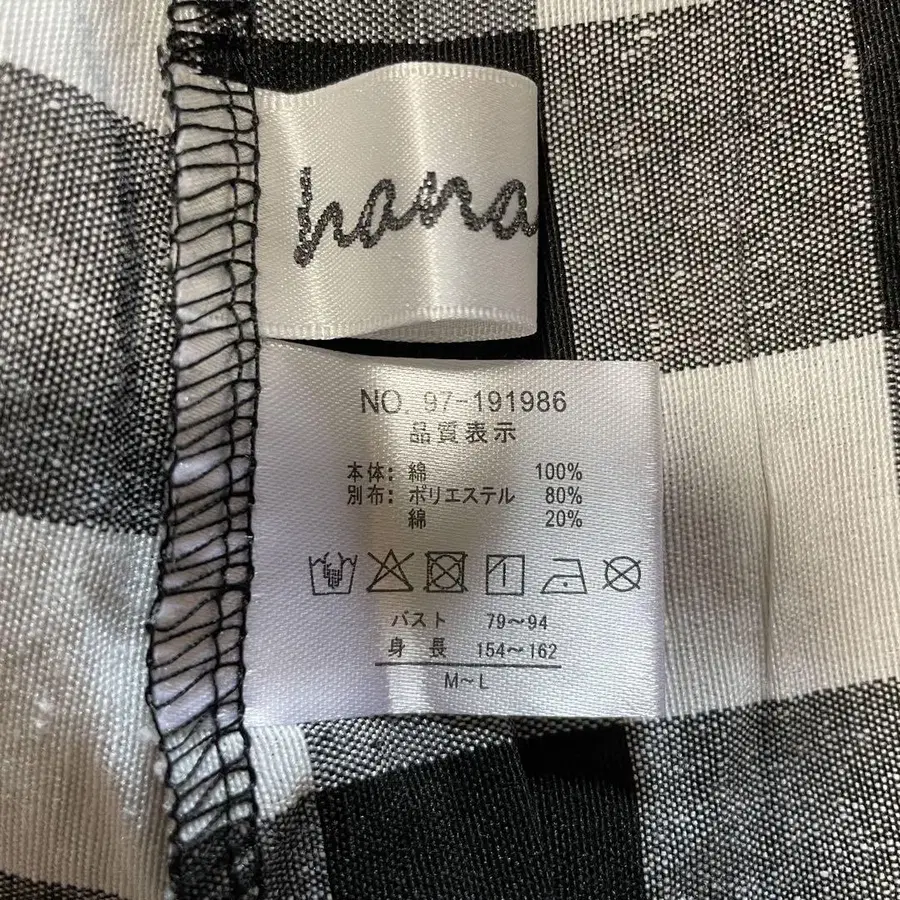 hana
NO. 97-191986
品質表示
本体: 綿 100%
別布: ポリエステル 80%
綿 20%
バスト 79～94
身長 154～162
M～L